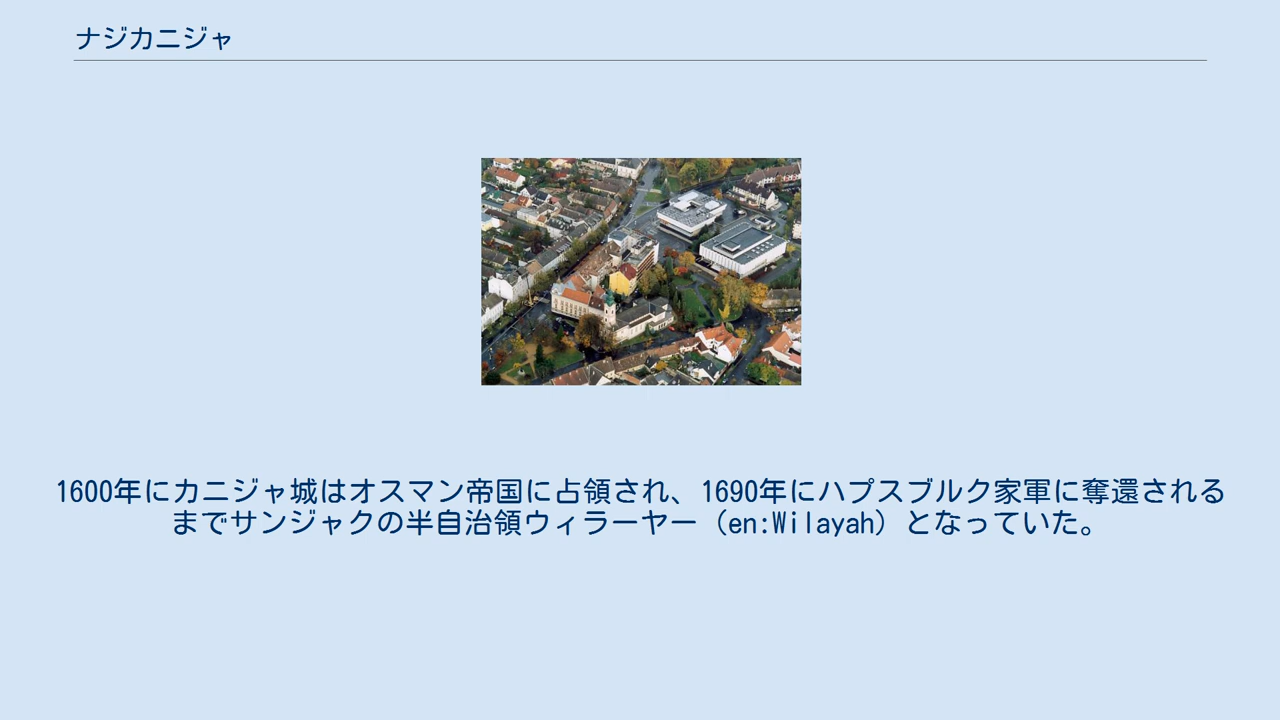 ナジカニジャ
1600年にカニジャ城はオスマン帝国に占領され、1690年にハプスブルク家軍に奪還される
までサンジャクの半自治領ウィラーヤー（en:Wilayah）となっていた。